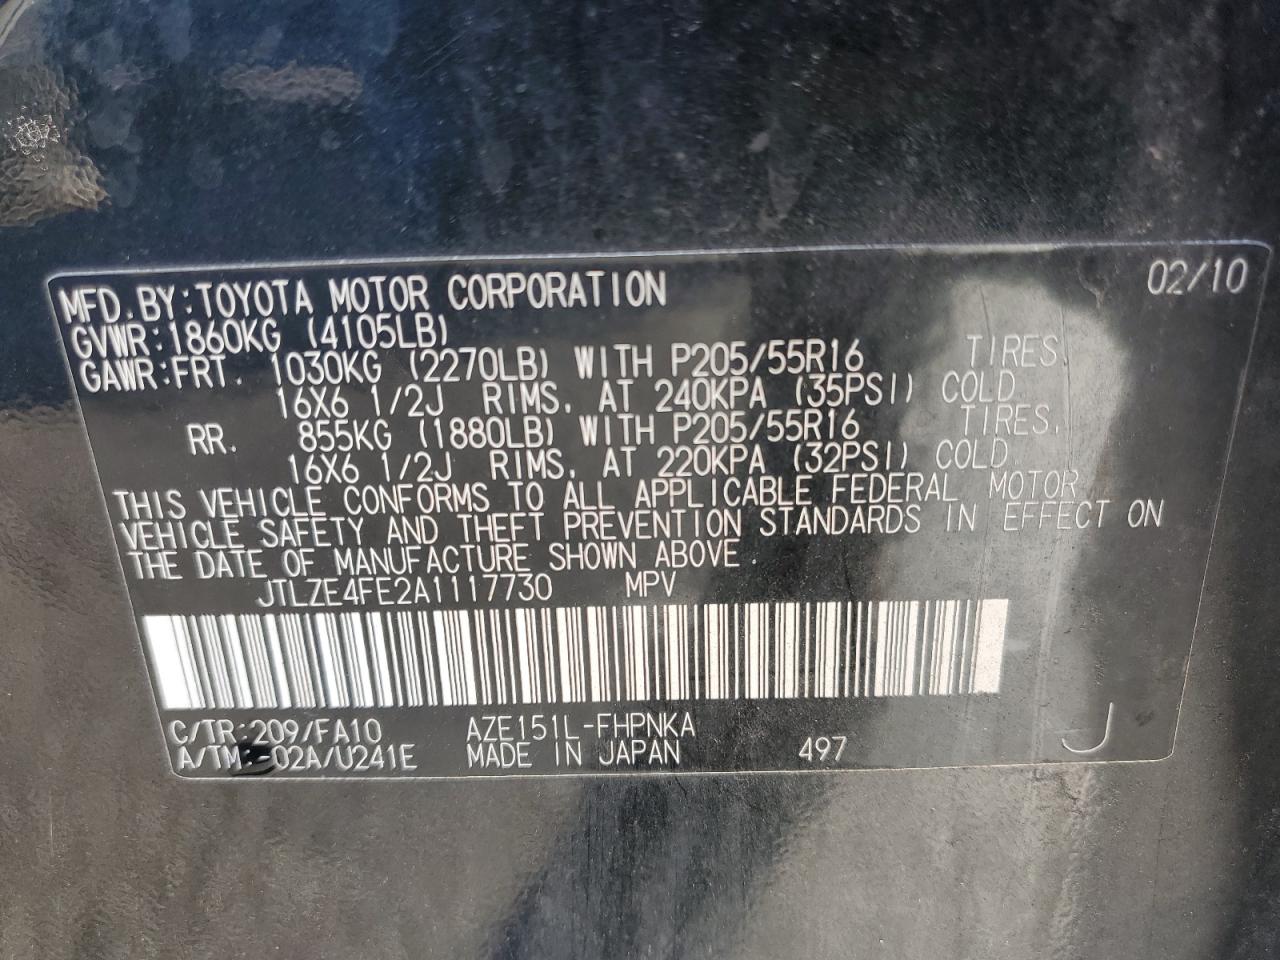 MFD.BY:TOYOTA MOTOR CORPORATION 02/10
GVWR:1860KG (4105LB)
GAWR:FRT. 1030KG (2270LB) WITH P205/55R16 TIRES,
16X6 1/2J RIMS, AT 240KPA (35PSI) COLD
RR. 855KG (1880LB) WITH P205/55R16 TIRES,
16X6 1/2J RIMS, AT 220KPA (32PSI) COLD
THIS VEHICLE CONFORMS TO ALL APPLICABLE FEDERAL MOTOR
VEHICLE SAFETY AND THEFT PREVENTION STANDARDS IN EFFECT ON
THE DATE OF MANUFACTURE SHOWN ABOVE.
JTLZE4FE2A1117730 MPV
C/TR:209/FA10 AZE151L-FHPNKA
A/TM:-02A/U241E MADE IN JAPAN 497 J